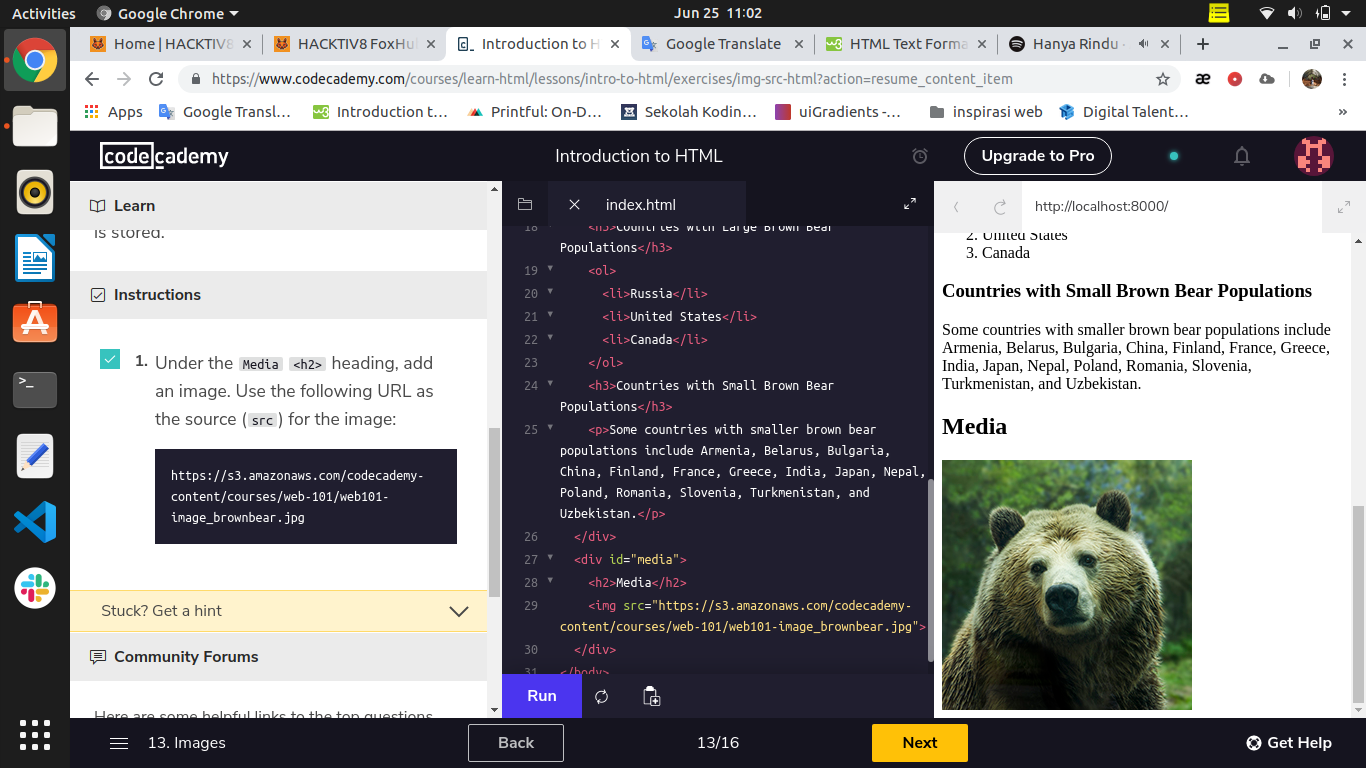 Activities
Google Chrome
Jun 25 11:02
Home | HACKTIV8
HACKTIV8 FoxHu
Introduction to H
Google Translate
HTML Text Forma
Hanya Rindu -
https://www.codecademy.com/courses/learn-html/lessons/intro-to-html/exercises/img-src-html?action=resume_content_item
Apps
Google Transl…
Introduction t…
Printful: On-D…
Sekolah Kodin…
uiGradients -…
inspirasi web
Digital Talent…
»
codecademy
Introduction to HTML
Upgrade to Pro
Learn
is stored.
Instructions
1. Under the Media <h2> heading, add
an image. Use the following URL as
the source (src) for the image:
https://s3.amazonaws.com/codecademy-
content/courses/web-101/web101-
image_brownbear.jpg
Stuck? Get a hint
Community Forums
Here are some helpful links to the top questions
index.html
18 <h3>Countries with Large Brown Bear
Populations</h3>
19 <ol>
20 <li>Russia</li>
21 <li>United States</li>
22 <li>Canada</li>
23 </ol>
24 <h3>Countries with Small Brown Bear
Populations</h3>
25 <p>Some countries with smaller brown bear
populations include Armenia, Belarus, Bulgaria,
China, Finland, France, Greece, India, Japan, Nepal,
Poland, Romania, Slovenia, Turkmenistan, and
Uzbekistan.</p>
26 </div>
27 <div id="media">
28 <h2>Media</h2>
29 <img src="https://s3.amazonaws.com/codecademy-
content/courses/web-101/web101-image_brownbear.jpg">
30 </div>
31 </body>
Run
http://localhost:8000/
2. United States
3. Canada
Countries with Small Brown Bear Populations
Some countries with smaller brown bear populations include
Armenia, Belarus, Bulgaria, China, Finland, France, Greece,
India, Japan, Nepal, Poland, Romania, Slovenia,
Turkmenistan, and Uzbekistan.
Media
13. Images
Back
13/16
Next
Get Help